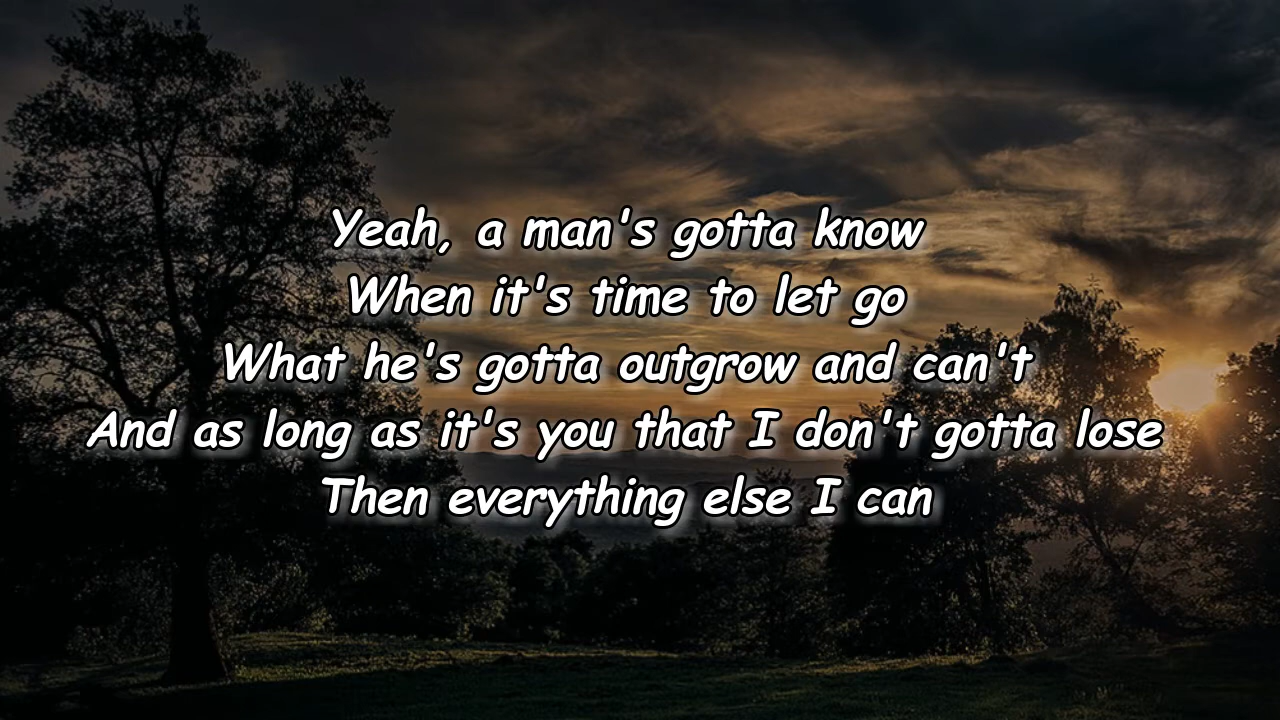 Yeah, a man's gotta know
When it's time to let go
What he's gotta outgrow and can't
And as long as it's you that I don't gotta lose
Then everything else I can